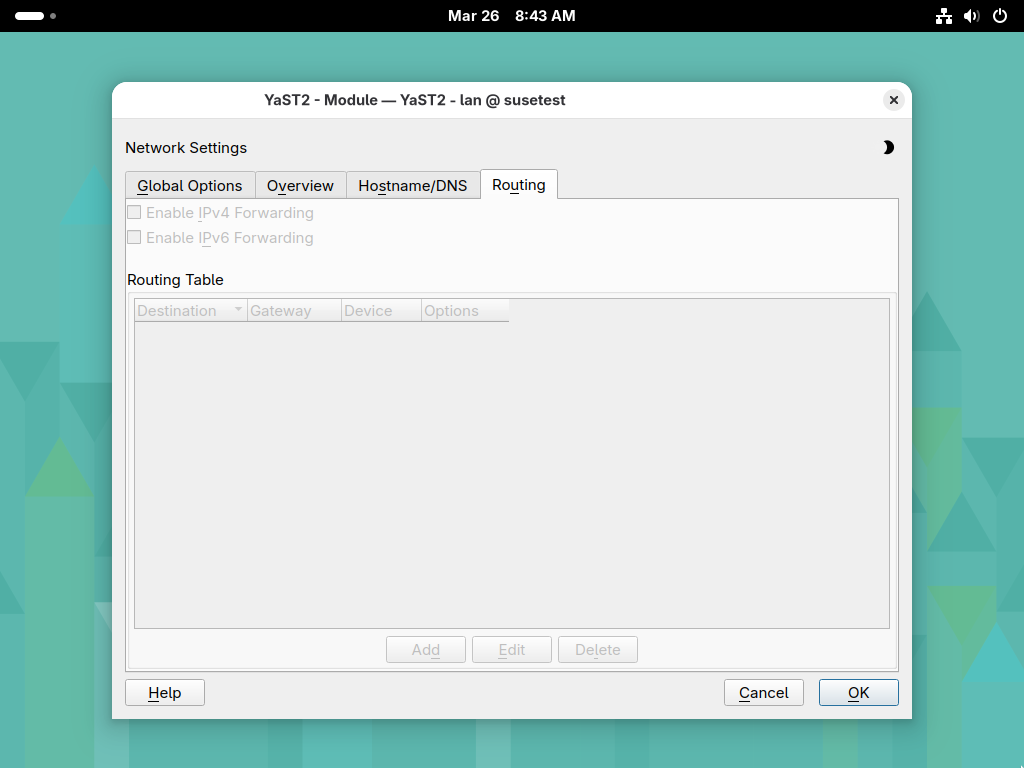 Mar 26 8:43 AM
YaST2 - Module — YaST2 - lan @ susetest
Network Settings
Global Options Overview Hostname/DNS Routing
Enable IPv4 Forwarding
Enable IPv6 Forwarding
Routing Table
Destination Gateway Device Options
Add Edit Delete
Help Cancel OK